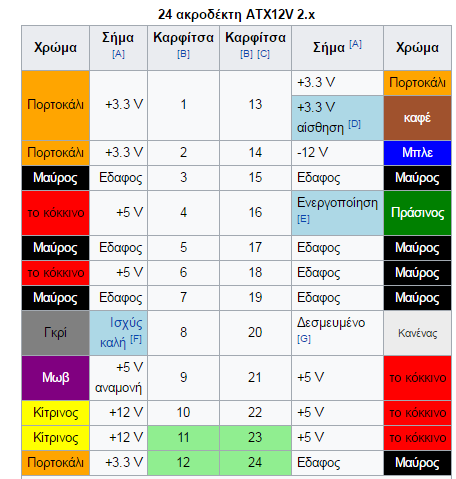 24 ακροδέκτη ATX12V 2.x
Χρώμα Σήμα [A] Καρφίτσα [B] Καρφίτσα [B] [C] Σήμα [A] Χρώμα
Πορτοκάλι +3.3 V 1 13 +3.3 V Πορτοκάλι
+3.3 V αίσθηση [D] καφέ
Πορτοκάλι +3.3 V 2 14 -12 V Μπλε
Μαύρος Εδαφος 3 15 Εδαφος Μαύρος
το κόκκινο +5 V 4 16 Ενεργοποίηση [E] Πράσινος
Μαύρος Εδαφος 5 17 Εδαφος Μαύρος
το κόκκινο +5 V 6 18 Εδαφος Μαύρος
Μαύρος Εδαφος 7 19 Εδαφος Μαύρος
Γκρί Ισχύς καλή [F] 8 20 Δεσμευμένο [G] Κανένας
Μωβ +5 V αναμονή 9 21 +5 V το κόκκινο
Κίτρινος +12 V 10 22 +5 V το κόκκινο
Κίτρινος +12 V 11 23 +5 V το κόκκινο
Πορτοκάλι +3.3 V 12 24 Εδαφος Μαύρος